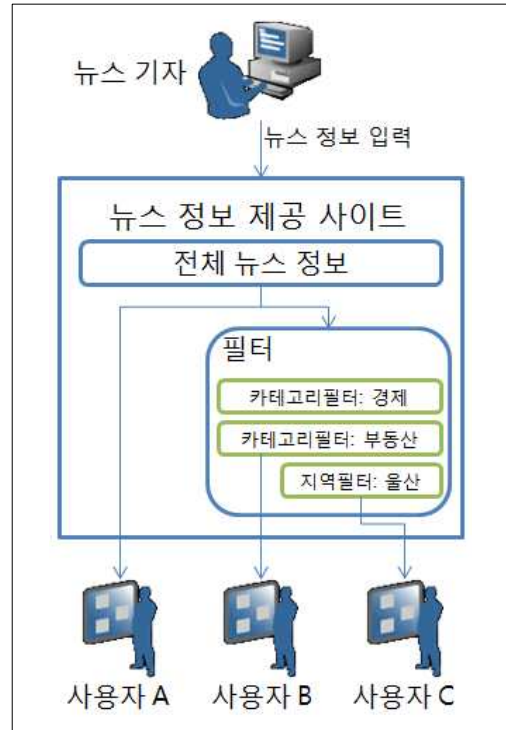 뉴스 기자
뉴스 정보 입력
뉴스 정보 제공 사이트
전체 뉴스 정보
필터
카테고리필터: 경제
카테고리필터: 부동산
지역필터: 울산
사용자 A
사용자 B
사용자 C